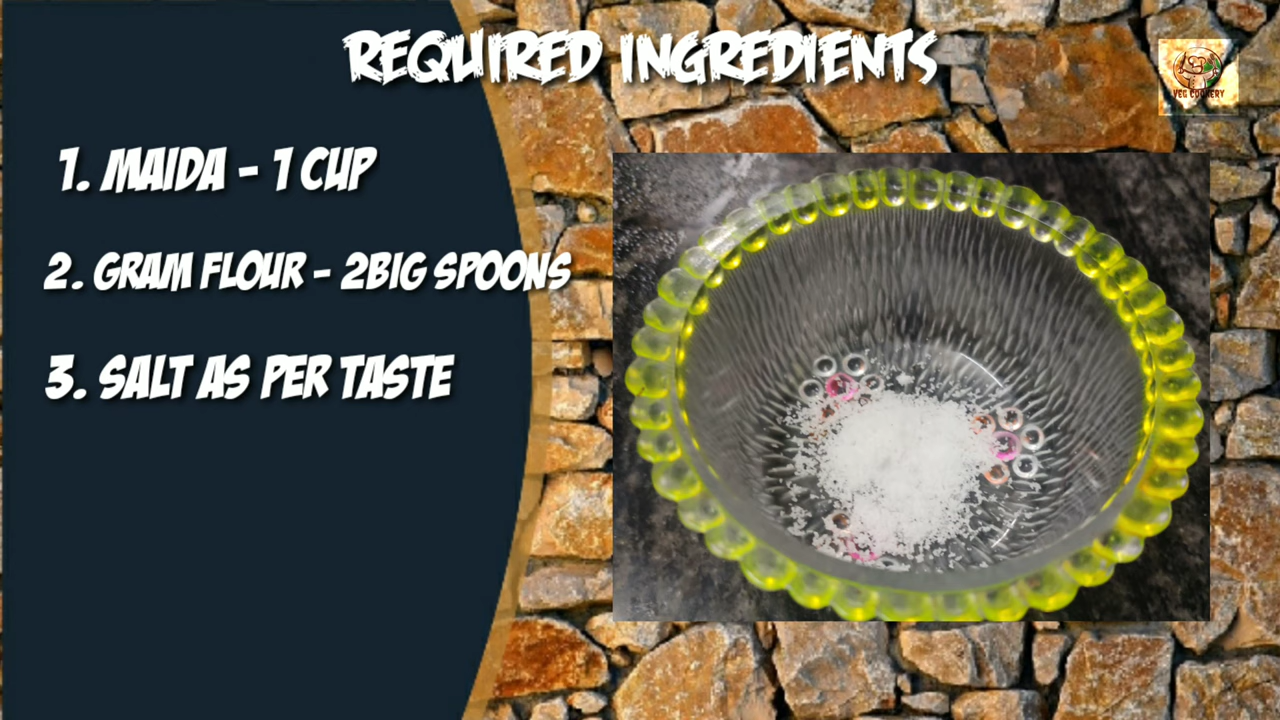 REQUIRED INGREDIENTS
VEG COOKERY
1. MAIDA - 1 CUP
2. GRAM FLOUR - 2BIG SPOONS
3. SALT AS PER TASTE